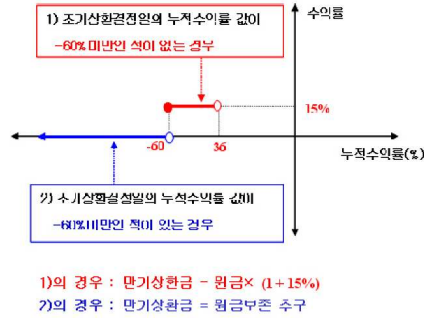 수익률
1) 조기상환결정일의 누적수익률 값이
-60% 미만인 적이 없는 경우
15%
-60
36
누적수익률(%)
2) 조기상환결정일의 누적수익률 값이
-60%미만인 적이 있는 경우
1)의 경우 : 만기상환금 = 원금× (1+15%)
2)의 경우 : 만기상환금 = 원금보존 추구